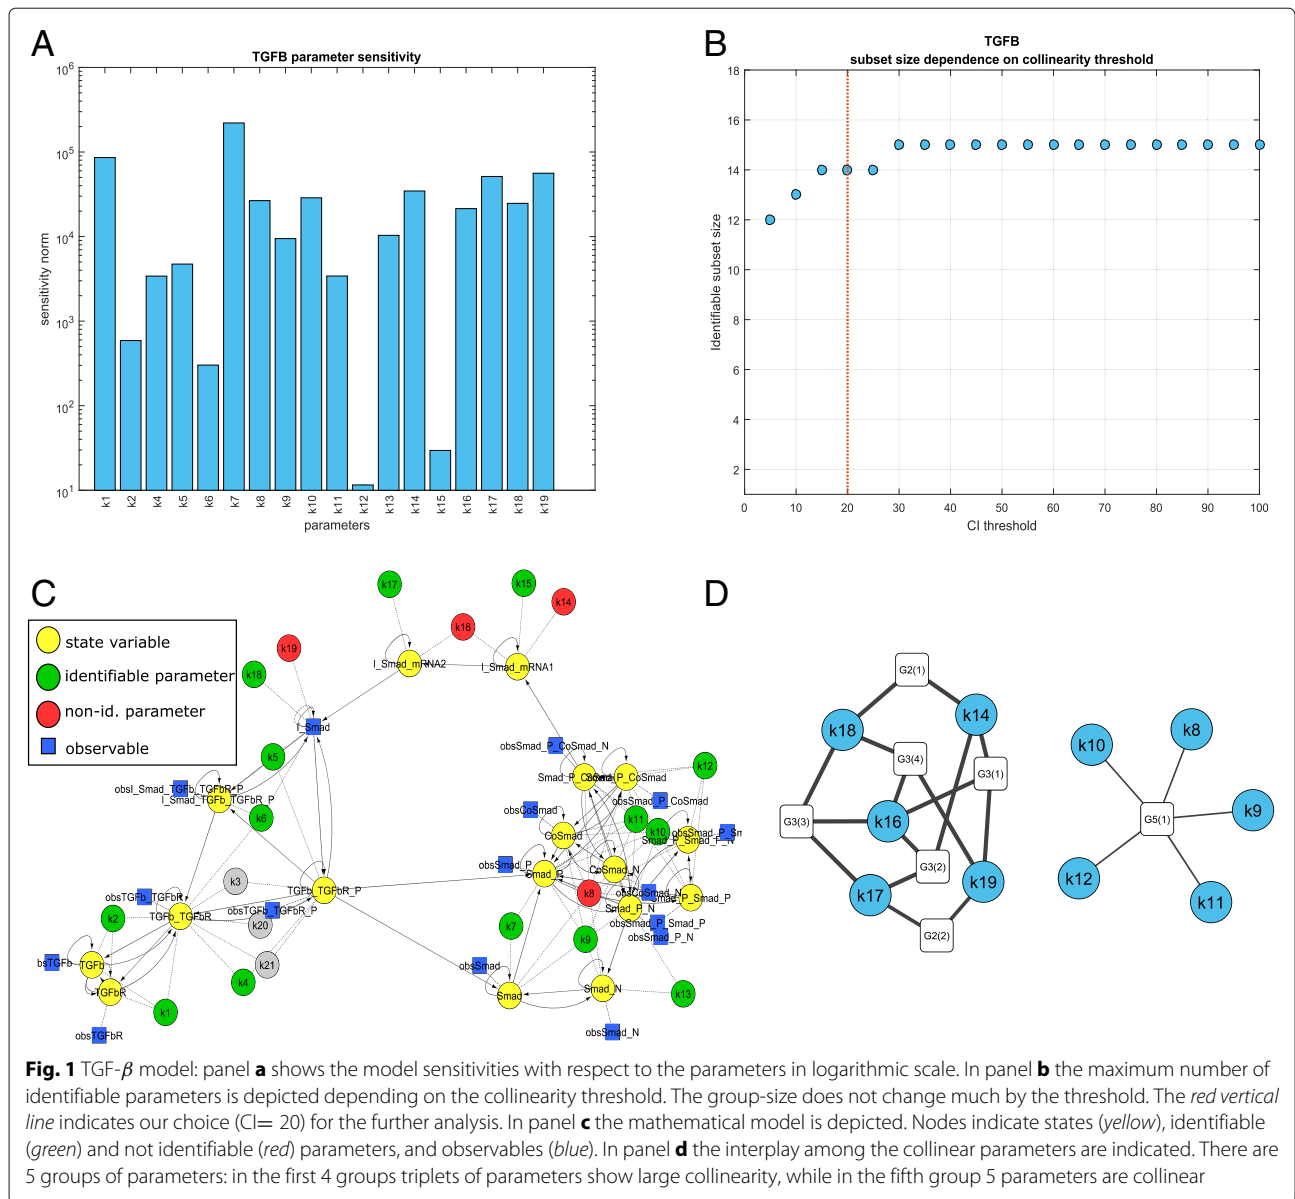 A
TGFB parameter sensitivity
10^6
10^5
10^4
10^3
10^2
10^1
sensitivity norm
k1 k2 k4 k5 k6 k7 k8 k9 k10 k11 k12 k13 k14 k15 k16 k17 k18 k19
parameters
B
TGFB
subset size dependence on collinearity threshold
18
16
14
12
10
8
6
4
2
Identifiable subset size
0 10 20 30 40 50 60 70 80 90 100
CI threshold
C
state variable
identifiable parameter
non-id. parameter
observable
k17
k15
k14
k16
k19
k18
I_Smad_mRNA2
I_Smad_mRNA1
I_Smad
k5
obsSmad_P_CoSmad_N
k12
Smad_P_CoSmad
obsI_Smad_TGFb_TGFbR_P
I_Smad_TGFb_TGFbR_P
obsSmad_P_CoSmad
obsCoSmad
k6
k11
k10
obsSmad_P_Sm
CoSmad
Smad_P_Smad_P_N
obsSmad_P
Smad_P
CoSmad_N
k3
TGFb_TGFbR_P
k8
obsCoSmad_N
Smad_P_Smad_P
obsTGFb_TGFbR
obsTGFb_TGFbR_P
Smad_P_N
k2
TGFb_TGFbR
k20
k7
obsSmad_P_Smad_P
k9
obsSmad_P_N
bsTGFb
TGFb
k21
obsSmad
k4
TGFbR
Smad
Smad_N
k13
k1
obsTGFbR
obsSmad_N
D
G2(1)
k18
k14
G3(4)
G3(1)
G3(3)
k16
G3(2)
k17
k19
G2(2)
k10
k8
G5(1)
k9
k12
k11
Fig. 1 TGF-β model: panel a shows the model sensitivities with respect to the parameters in logarithmic scale. In panel b the maximum number of
identifiable parameters is depicted depending on the collinearity threshold. The group-size does not change much by the threshold. The red vertical
line indicates our choice (CI= 20) for the further analysis. In panel c the mathematical model is depicted. Nodes indicate states (yellow), identifiable
(green) and not identifiable (red) parameters, and observables (blue). In panel d the interplay among the collinear parameters are indicated. There are
5 groups of parameters: in the first 4 groups triplets of parameters show large collinearity, while in the fifth group 5 parameters are collinear